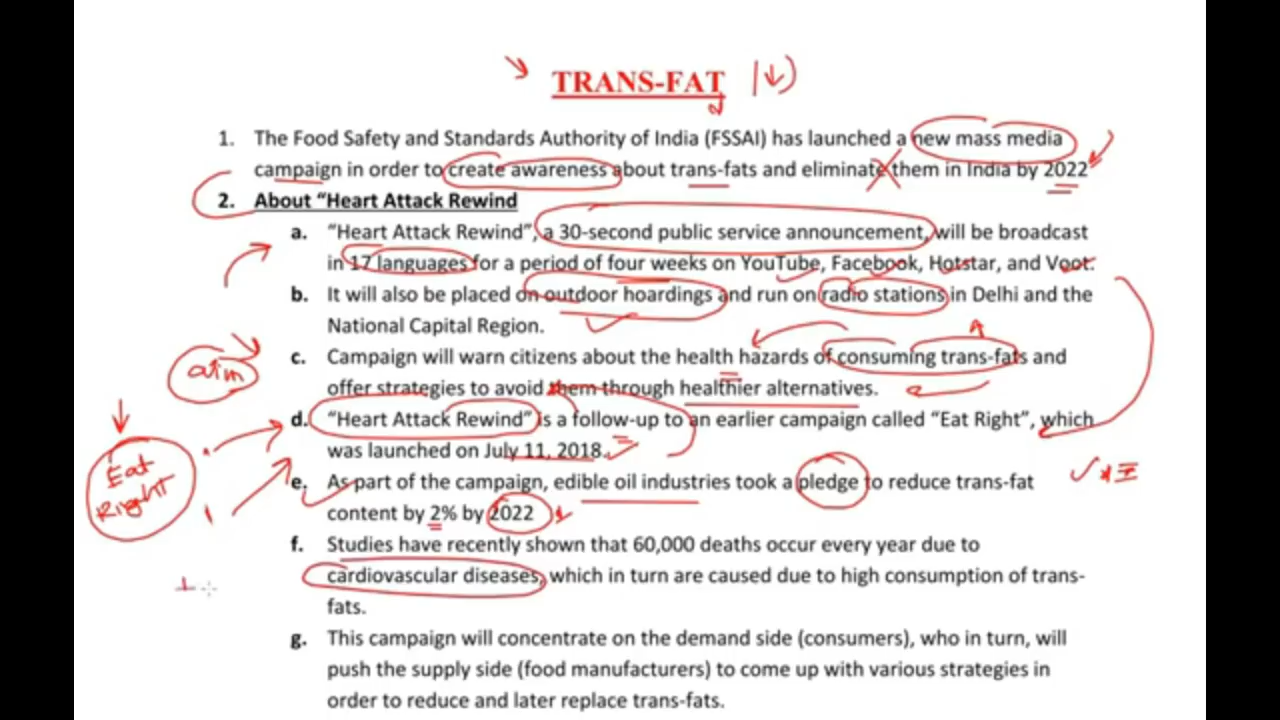 TRANS-FAT (↓)
1. The Food Safety and Standards Authority of India (FSSAI) has launched a new mass media
campaign in order to create awareness about trans-fats and eliminate them in India by 2022
2. About "Heart Attack Rewind
a. "Heart Attack Rewind", a 30-second public service announcement, will be broadcast
in 17 languages for a period of four weeks on YouTube, Facebook, Hotstar, and Voot.
b. It will also be placed on outdoor hoardings and run on radio stations in Delhi and the
National Capital Region.
c. Campaign will warn citizens about the health hazards of consuming trans-fats and
aim
offer strategies to avoid them through healthier alternatives.
d. "Heart Attack Rewind" is a follow-up to an earlier campaign called "Eat Right", which
was launched on July 11, 2018.
Eat
Right
e. As part of the campaign, edible oil industries took a pledge to reduce trans-fat
content by 2% by 2022
f. Studies have recently shown that 60,000 deaths occur every year due to
cardiovascular diseases, which in turn are caused due to high consumption of trans-
fats.
g. This campaign will concentrate on the demand side (consumers), who in turn, will
push the supply side (food manufacturers) to come up with various strategies in
order to reduce and later replace trans-fats.